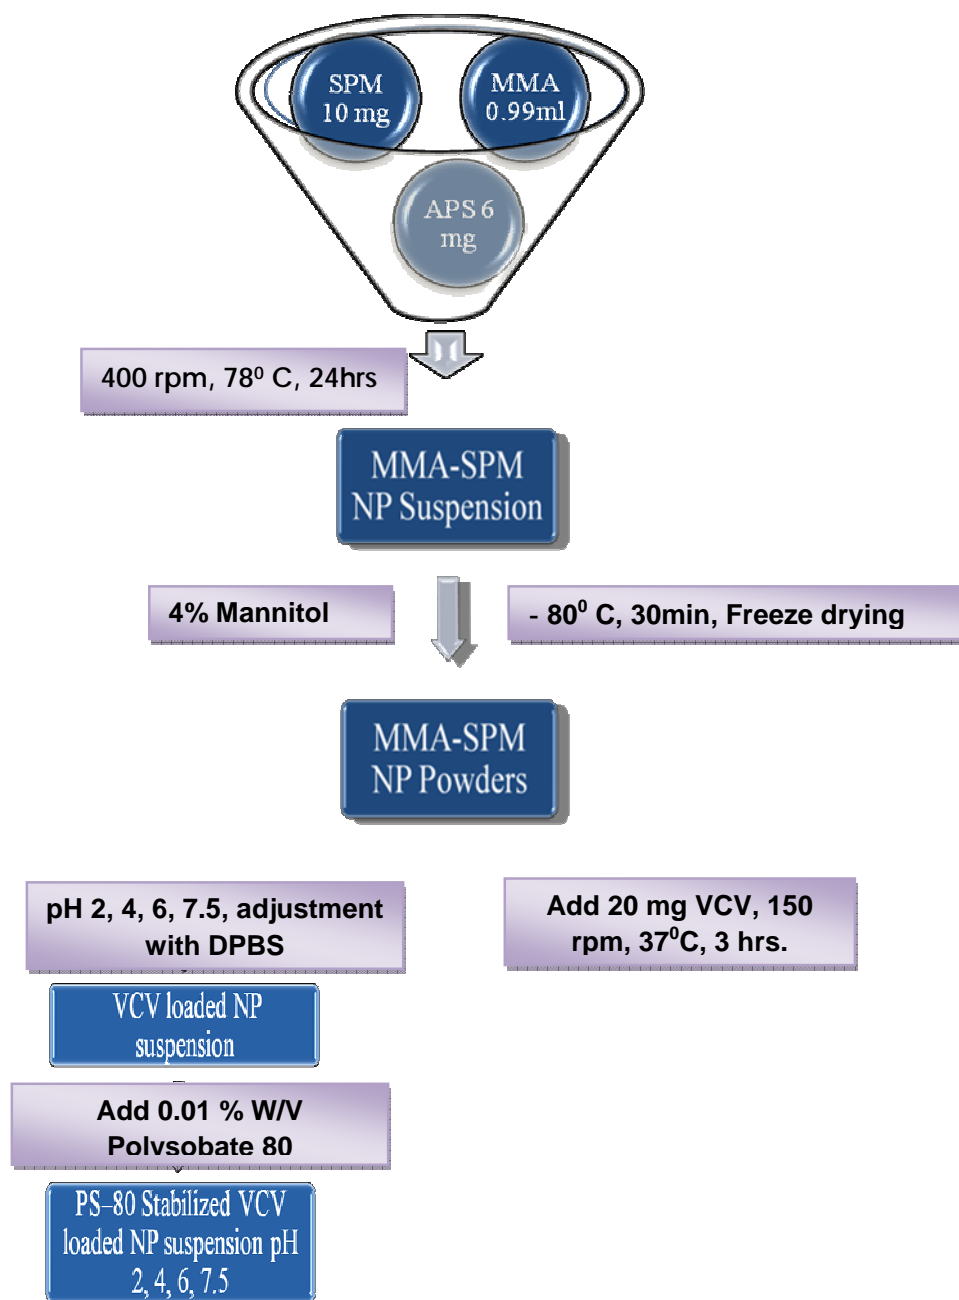 SPM
10 mg
MMA
0.99ml
APS 6
mg
400 rpm, 78⁰ C, 24hrs
MMA-SPM
NP Suspension
4% Mannitol
- 80⁰ C, 30min, Freeze drying
MMA-SPM
NP Powders
pH 2, 4, 6, 7.5, adjustment
with DPBS
Add 20 mg VCV, 150
rpm, 37⁰C, 3 hrs.
VCV loaded NP
suspension
Add 0.01 % W/V
Polysobate 80
PS–80 Stabilized VCV
loaded NP suspension pH
2, 4, 6, 7.5